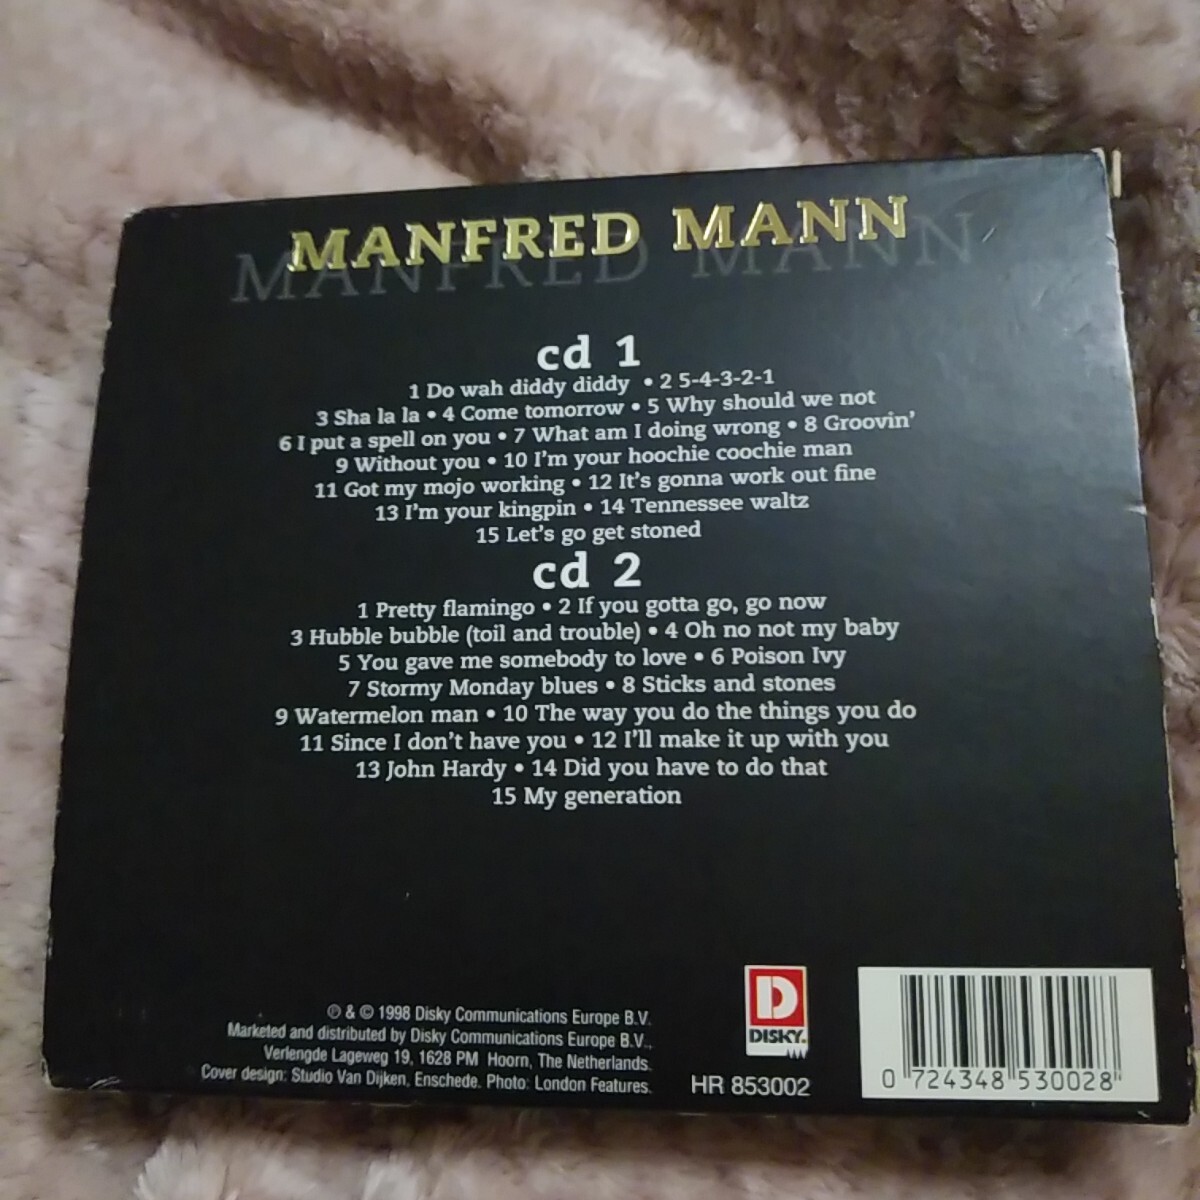 MANFRED MANN
MANFRED MANN
cd 1
1 Do wah diddy diddy • 2 5-4-3-2-1
3 Sha la la • 4 Come tomorrow • 5 Why should we not
6 I put a spell on you • 7 What am I doing wrong • 8 Groovin'
9 Without you • 10 I'm your hoochie coochie man
11 Got my mojo working • 12 It's gonna work out fine
13 I'm your kingpin • 14 Tennessee waltz
15 Let's go get stoned
cd 2
1 Pretty flamingo • 2 If you gotta go, go now
3 Hubble bubble (toil and trouble) • 4 Oh no not my baby
5 You gave me somebody to love • 6 Poison Ivy
7 Stormy Monday blues • 8 Sticks and stones
9 Watermelon man • 10 The way you do the things you do
11 Since I don't have you • 12 I'll make it up with you
13 John Hardy • 14 Did you have to do that
15 My generation
℗ & © 1998 Disky Communications Europe B.V.
Marketed and distributed by Disky Communications Europe B.V.,
Verlengde Lageweg 19, 1628 PM Hoorn, The Netherlands.
Cover design: Studio Van Dijken, Enschede. Photo: London Features.
D
DISKY.
HR 853002
0 724348 530028